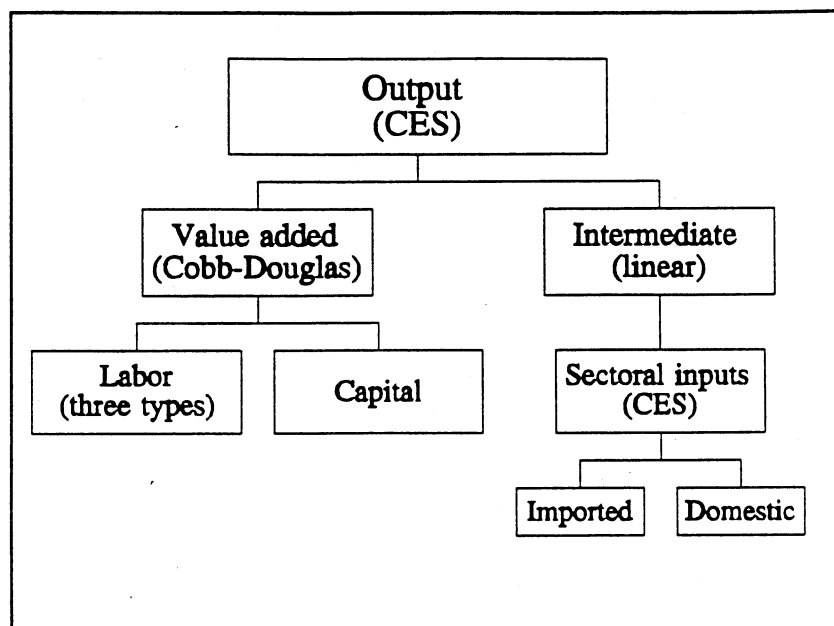 Output
(CES)
Value added
(Cobb-Douglas)
Intermediate
(linear)
Labor
(three types)
Capital
Sectoral inputs
(CES)
Imported
Domestic